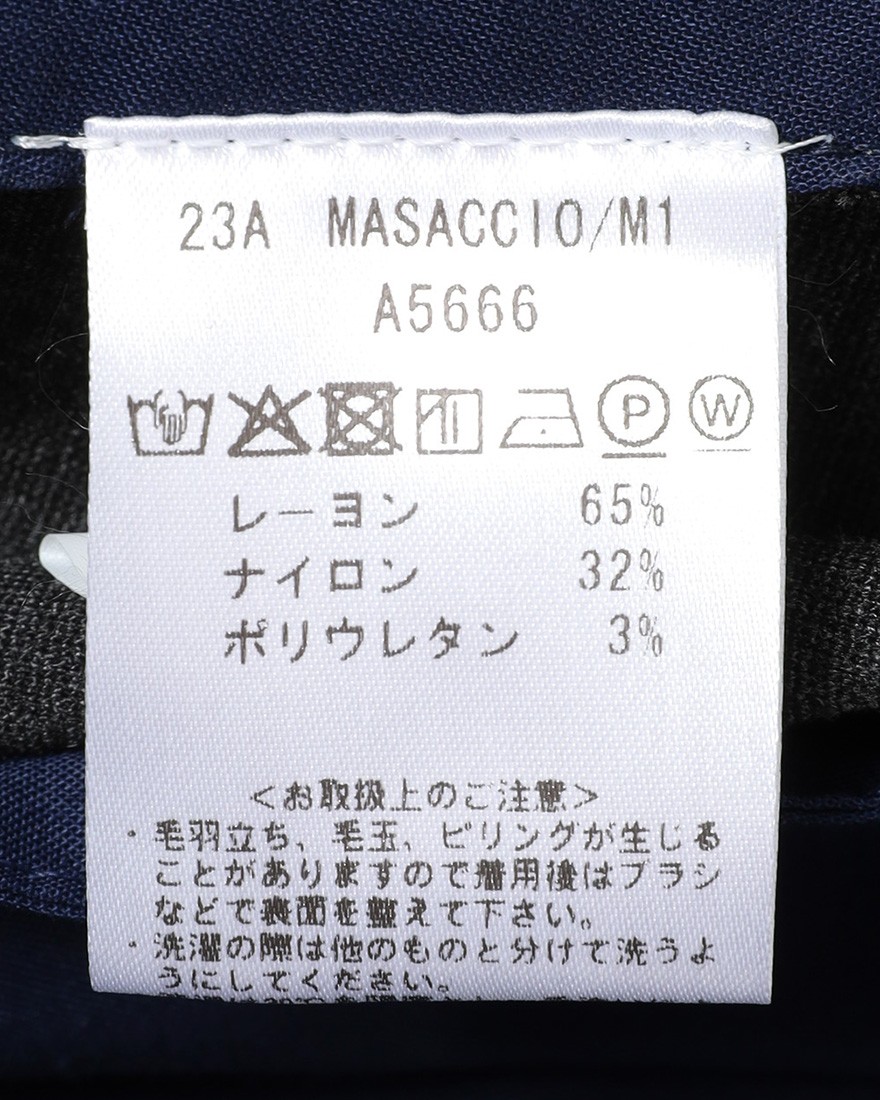 23A MASACCIO/M1
A5666
P W
レーヨン 65%
ナイロン 32%
ポリウレタン 3%
<お取扱上のご注意>
・毛羽立ち、毛玉、ピリングが生じる
ことがありますので着用後はブラシ
などで表面を整えて下さい。
・洗濯の際は他のものと分けて洗うよ
うにしてください。